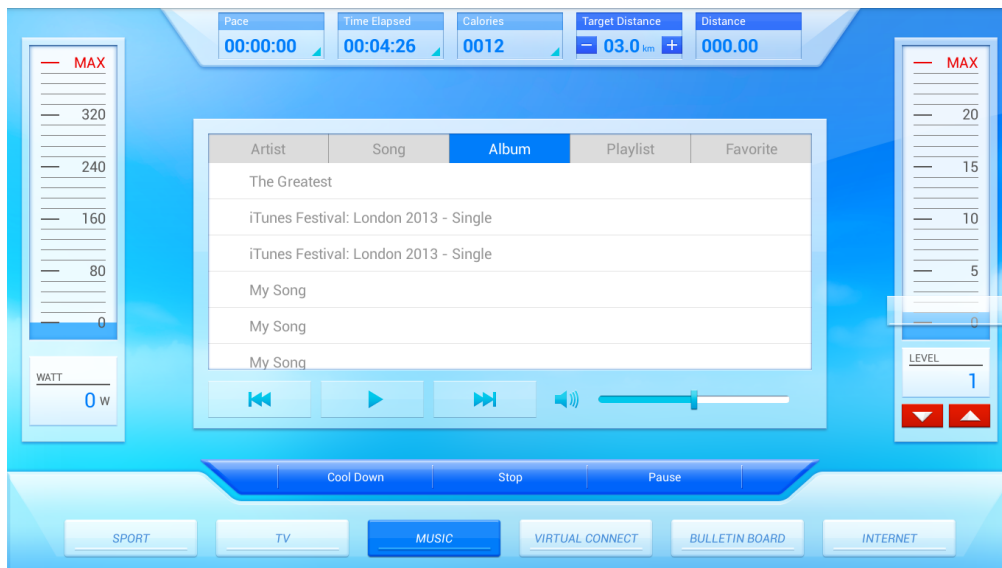 Pace
Time Elapsed
Calories
Target Distance
Distance
00:00:00
00:04:26
0012
03.0 km
000.00
MAX
320
240
160
80
0
WATT
0 W
Artist
Song
Album
Playlist
Favorite
The Greatest
iTunes Festival: London 2013 - Single
iTunes Festival: London 2013 - Single
My Song
My Song
My Song
MAX
20
15
10
5
0
LEVEL
1
Cool Down
Stop
Pause
SPORT
TV
MUSIC
VIRTUAL CONNECT
BULLETIN BOARD
INTERNET